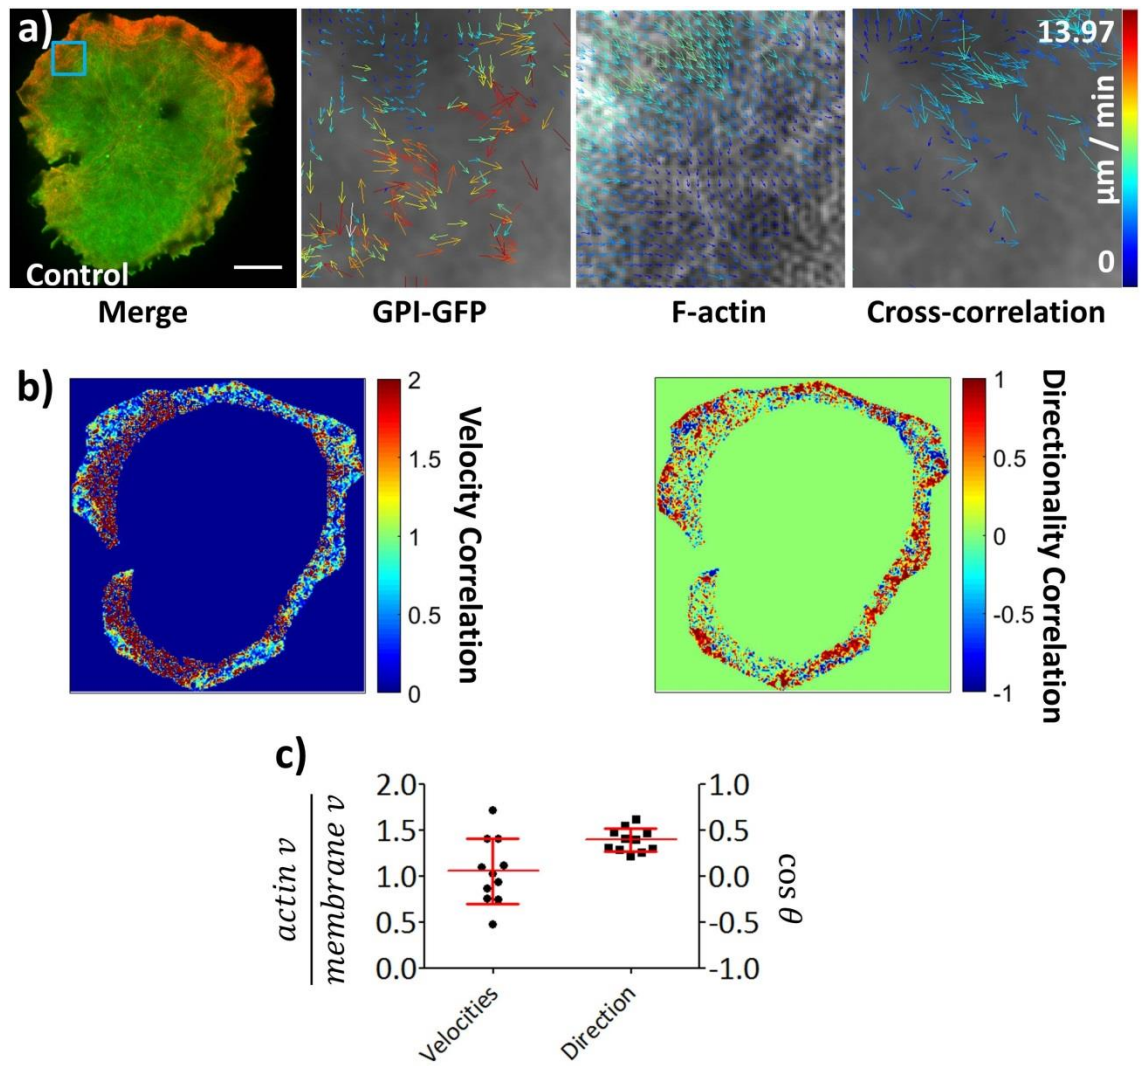 a)
Control
13.97
μm / min
0
Merge
GPI-GFP
F-actin
Cross-correlation
b)
2
1.5
1
0.5
0
Velocity Correlation
1
0.5
0
-0.5
-1
Directionality Correlation
c)
actin v
membrane v
2.0
1.5
1.0
0.5
0.0
1.0
0.5
0.0
-0.5
-1.0
cos θ
Velocities
Direction